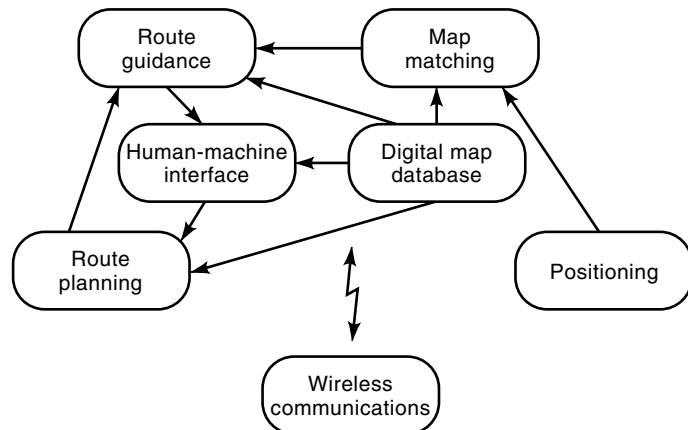 Route
guidance
Map
matching
Human-machine
interface
Digital map
database
Route
planning
Positioning
Wireless
communications